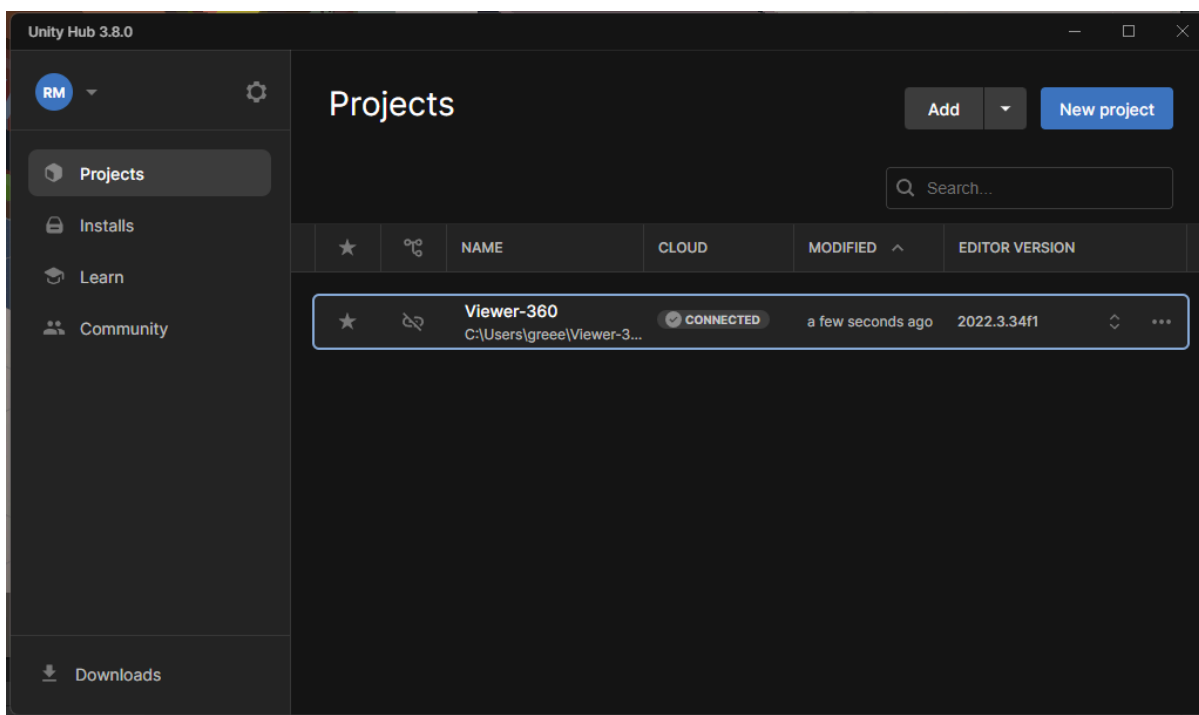 Unity Hub 3.8.0
RM
Projects
Add
New project
Projects
Installs
Learn
Community
Search...
NAME CLOUD MODIFIED EDITOR VERSION
Viewer-360
C:\Users\greee\Viewer-3...
CONNECTED
a few seconds ago
2022.3.34f1
Downloads